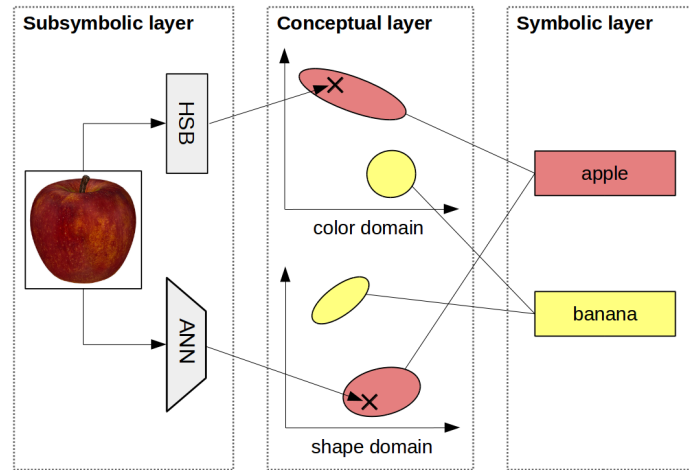 Subsymbolic layer
Conceptual layer
Symbolic layer
HSB
ANN
color domain
shape domain
apple
banana